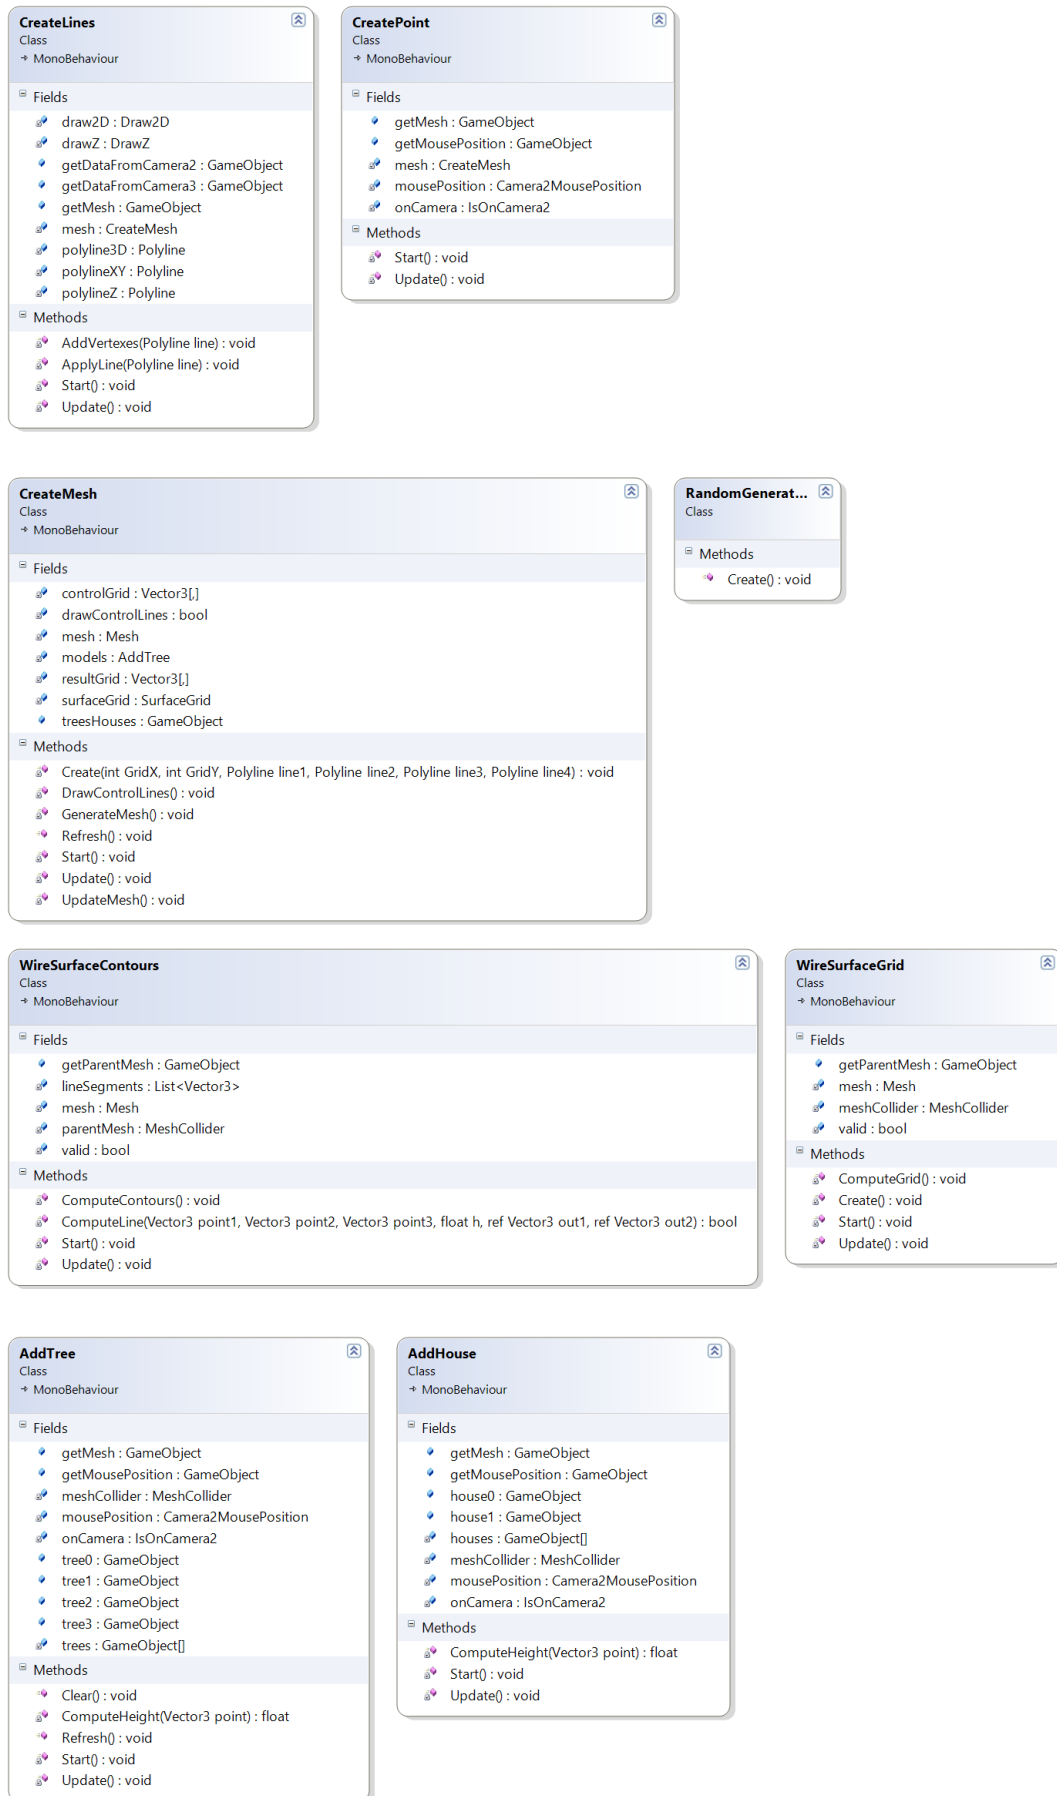 CreateLines
Class
MonoBehaviour
Fields
draw2D : Draw2D
drawZ : DrawZ
getDataFromCamera2 : GameObject
getDataFromCamera3 : GameObject
getMesh : GameObject
mesh : CreateMesh
polyline3D : Polyline
polylineXY : Polyline
polylineZ : Polyline
Methods
AddVertexes(Polyline line) : void
ApplyLine(Polyline line) : void
Start() : void
Update() : void
CreatePoint
Class
MonoBehaviour
Fields
getMesh : GameObject
getMousePosition : GameObject
mesh : CreateMesh
mousePosition : Camera2MousePosition
onCamera : IsOnCamera2
Methods
Start() : void
Update() : void
CreateMesh
Class
MonoBehaviour
Fields
controlGrid : Vector3[,]
drawControlLines : bool
mesh : Mesh
models : AddTree
resultGrid : Vector3[,]
surfaceGrid : SurfaceGrid
treesHouses : GameObject
Methods
Create(int GridX, int GridY, Polyline line1, Polyline line2, Polyline line3, Polyline line4) : void
DrawControlLines() : void
GenerateMesh() : void
Refresh() : void
Start() : void
Update() : void
UpdateMesh() : void
RandomGenerat...
Class
Methods
Create() : void
WireSurfaceContours
Class
MonoBehaviour
Fields
getParentMesh : GameObject
lineSegments : List<Vector3>
mesh : Mesh
parentMesh : MeshCollider
valid : bool
Methods
ComputeContours() : void
ComputeLine(Vector3 point1, Vector3 point2, Vector3 point3, float h, ref Vector3 out1, ref Vector3 out2) : bool
Start() : void
Update() : void
WireSurfaceGrid
Class
MonoBehaviour
Fields
getParentMesh : GameObject
mesh : Mesh
meshCollider : MeshCollider
valid : bool
Methods
ComputeGrid() : void
Create() : void
Start() : void
Update() : void
AddTree
Class
MonoBehaviour
Fields
getMesh : GameObject
getMousePosition : GameObject
meshCollider : MeshCollider
mousePosition : Camera2MousePosition
onCamera : IsOnCamera2
tree0 : GameObject
tree1 : GameObject
tree2 : GameObject
tree3 : GameObject
trees : GameObject[]
Methods
Clear() : void
ComputeHeight(Vector3 point) : float
Refresh() : void
Start() : void
Update() : void
AddHouse
Class
MonoBehaviour
Fields
getMesh : GameObject
getMousePosition : GameObject
house0 : GameObject
house1 : GameObject
houses : GameObject[]
meshCollider : MeshCollider
mousePosition : Camera2MousePosition
onCamera : IsOnCamera2
Methods
ComputeHeight(Vector3 point) : float
Start() : void
Update() : void